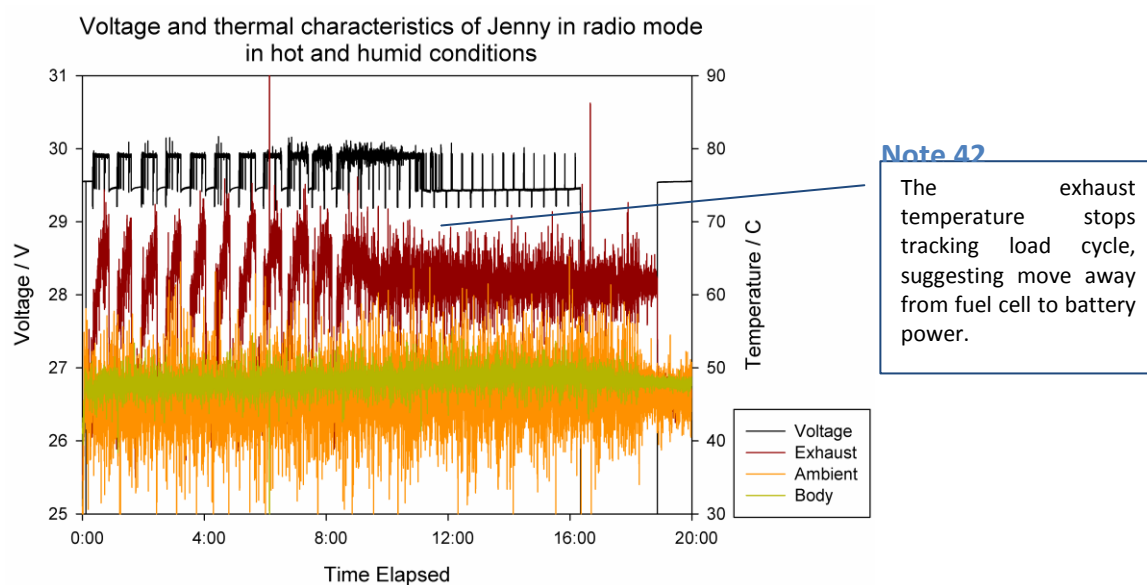 Voltage and thermal characteristics of Jenny in radio mode
in hot and humid conditions
31
30
29
28
27
26
25
Voltage / V
90
80
70
60
50
40
30
Temperature / C
0:00
4:00
8:00
12:00
16:00
20:00
Time Elapsed
Voltage
Exhaust
Ambient
Body
Note 42
The exhaust
temperature stops
tracking load cycle,
suggesting move away
from fuel cell to battery
power.